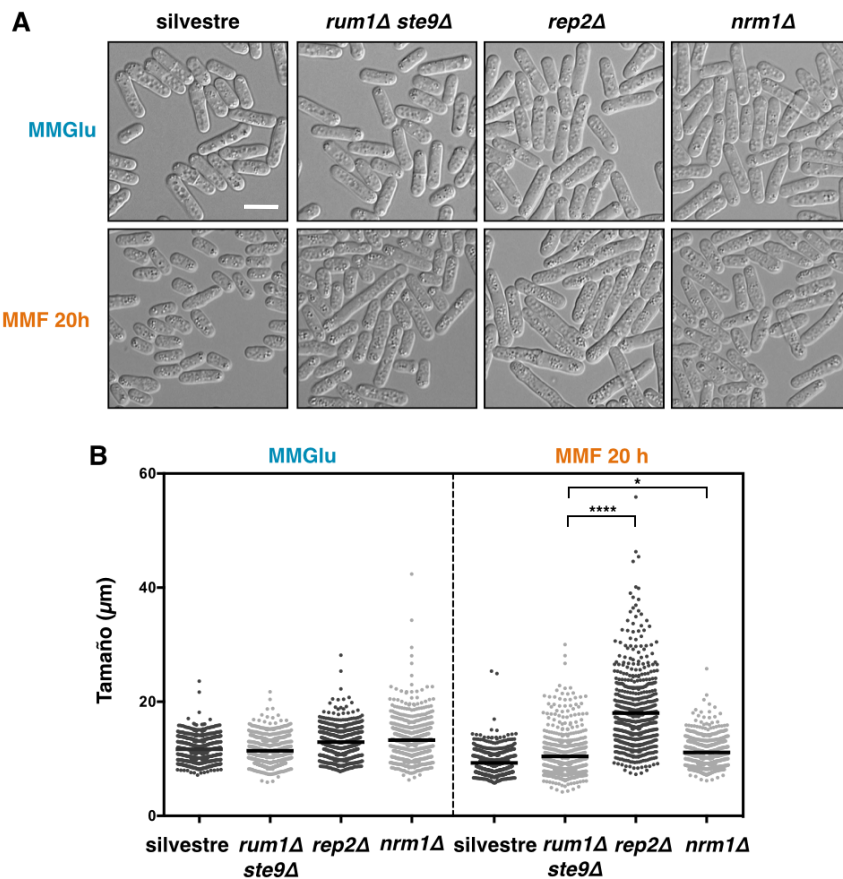 A
silvestre rum1Δ ste9Δ rep2Δ nrm1Δ
MMGlu
MMF 20h
B
MMGlu MMF 20 h
60
*
****
40
Tamaño (µm)
20
0
silvestre rum1Δ rep2Δ nrm1Δ silvestre rum1Δ rep2Δ nrm1Δ
ste9Δ ste9Δ